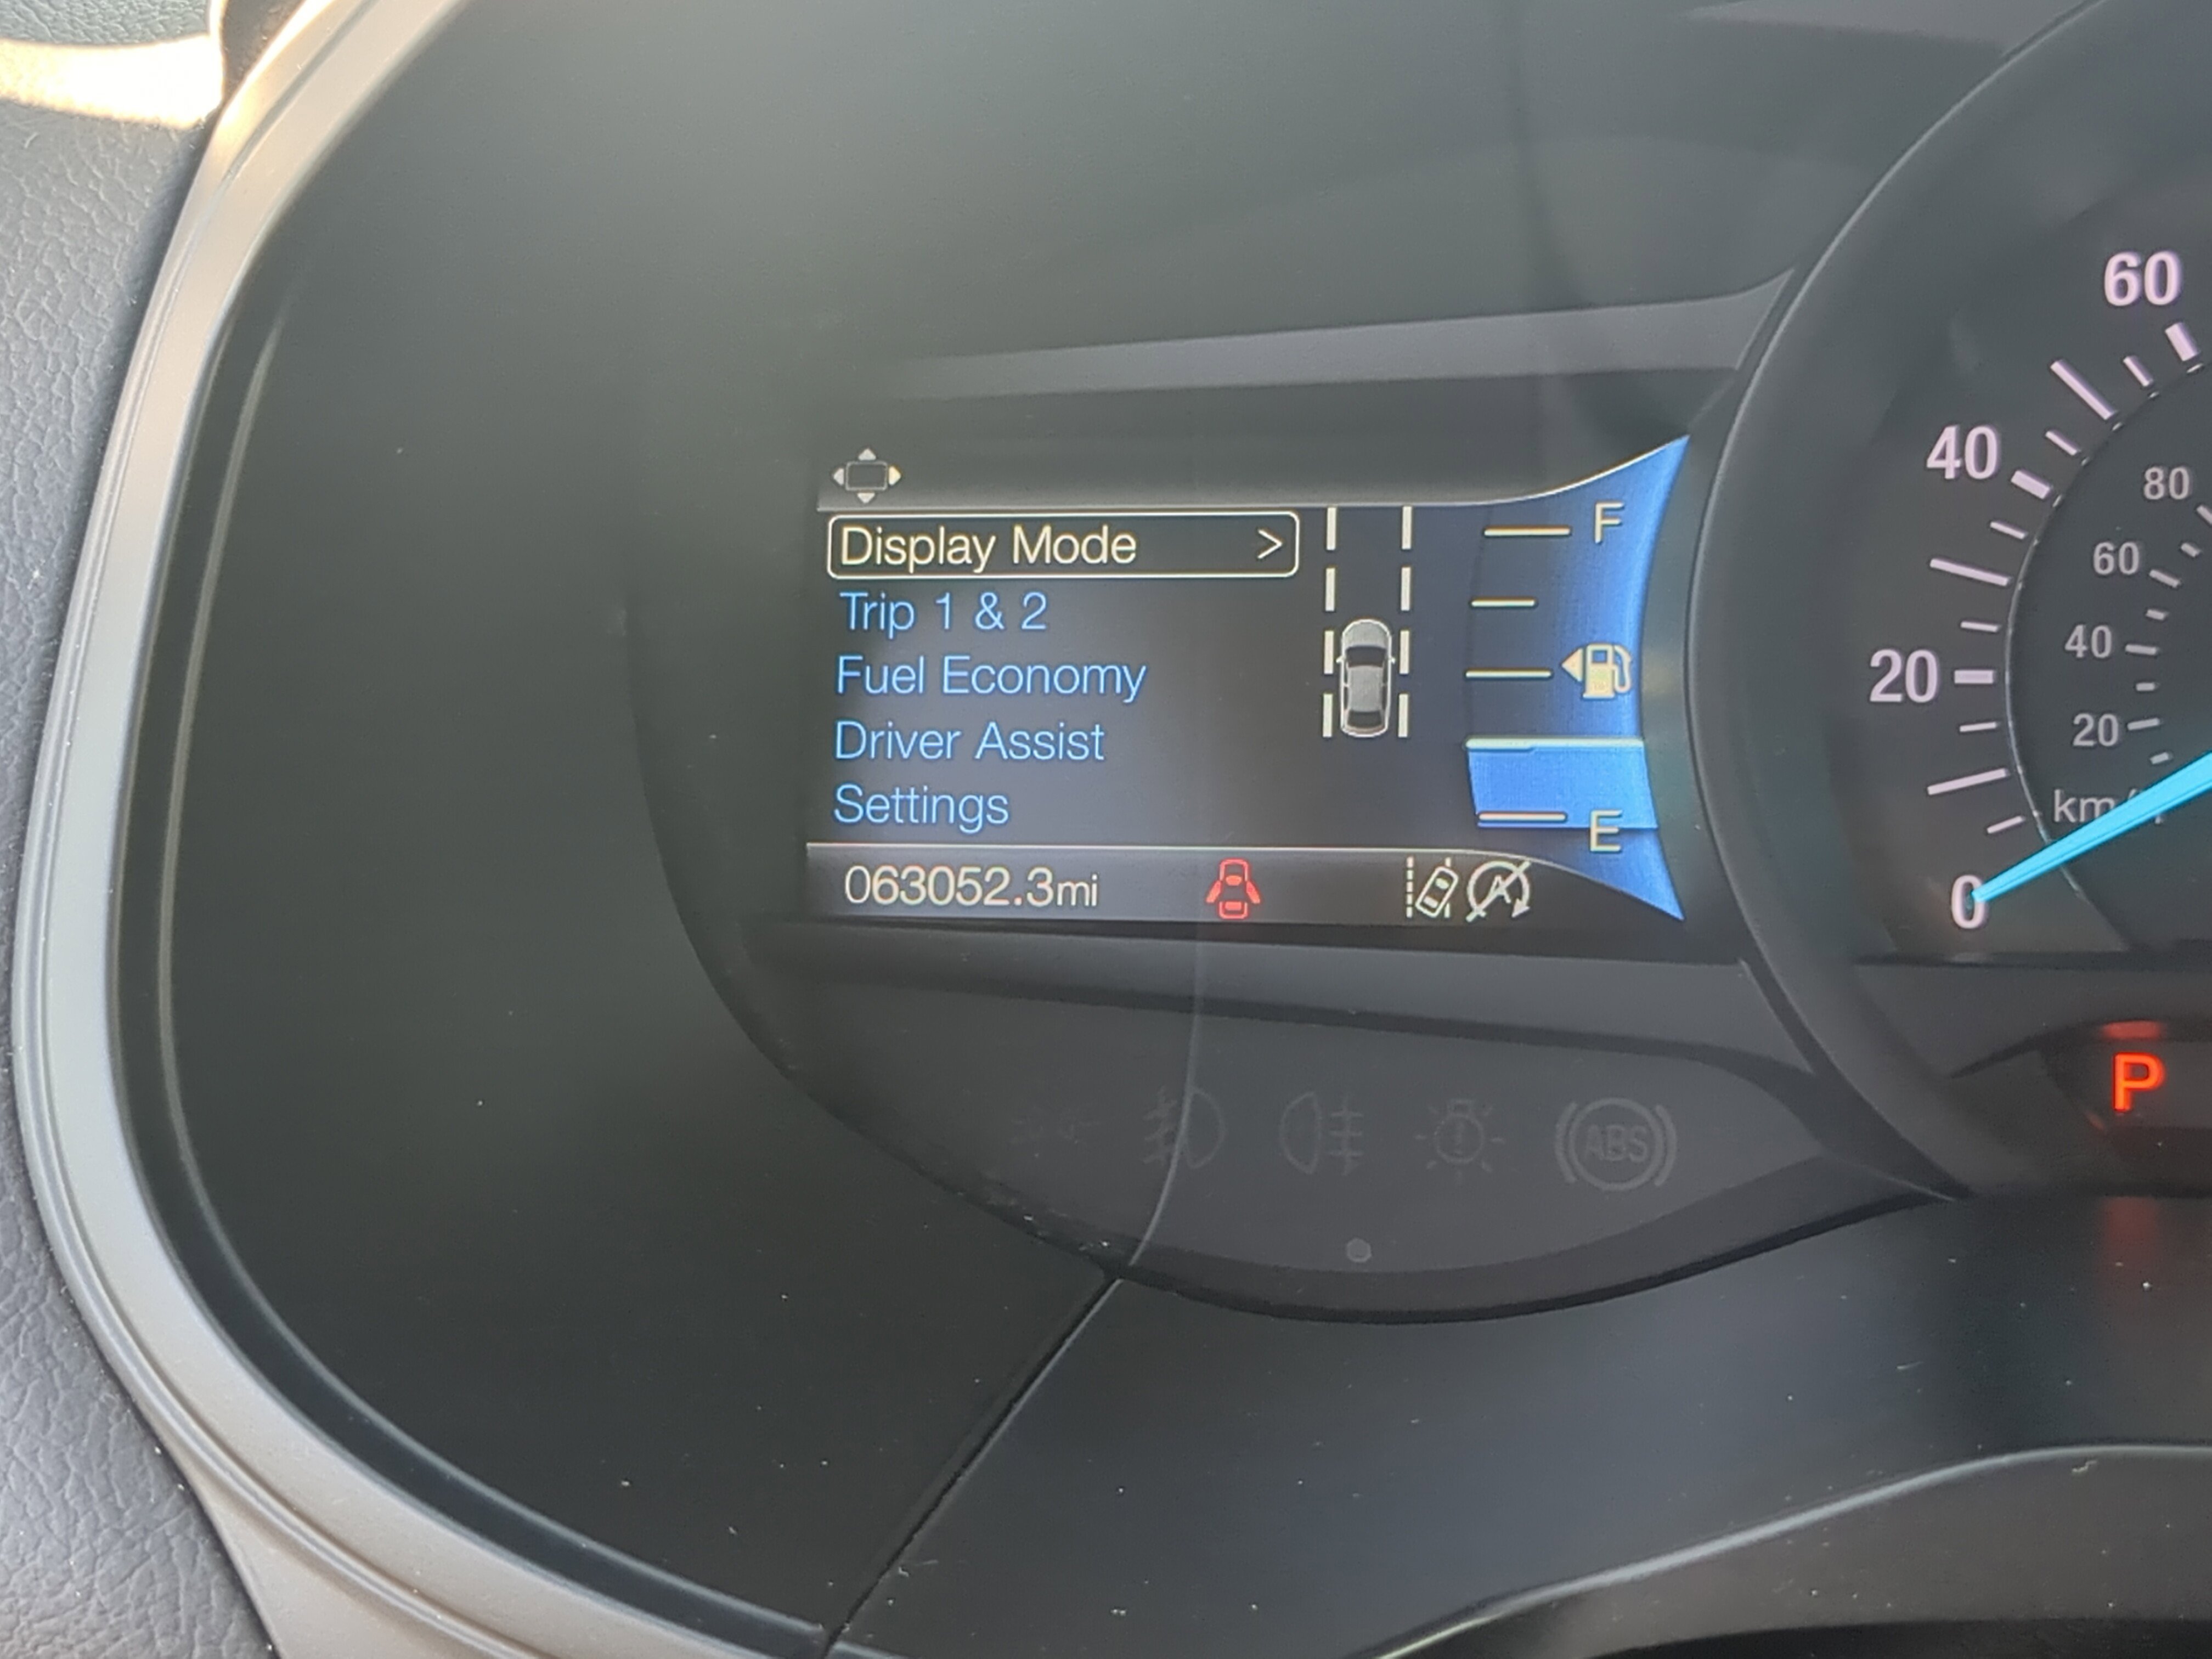 Display Mode >
Trip 1 & 2
Fuel Economy
Driver Assist
Settings
063052.3mi
F
E
A
ABS
60
40
20
0
80
60
40
20
P